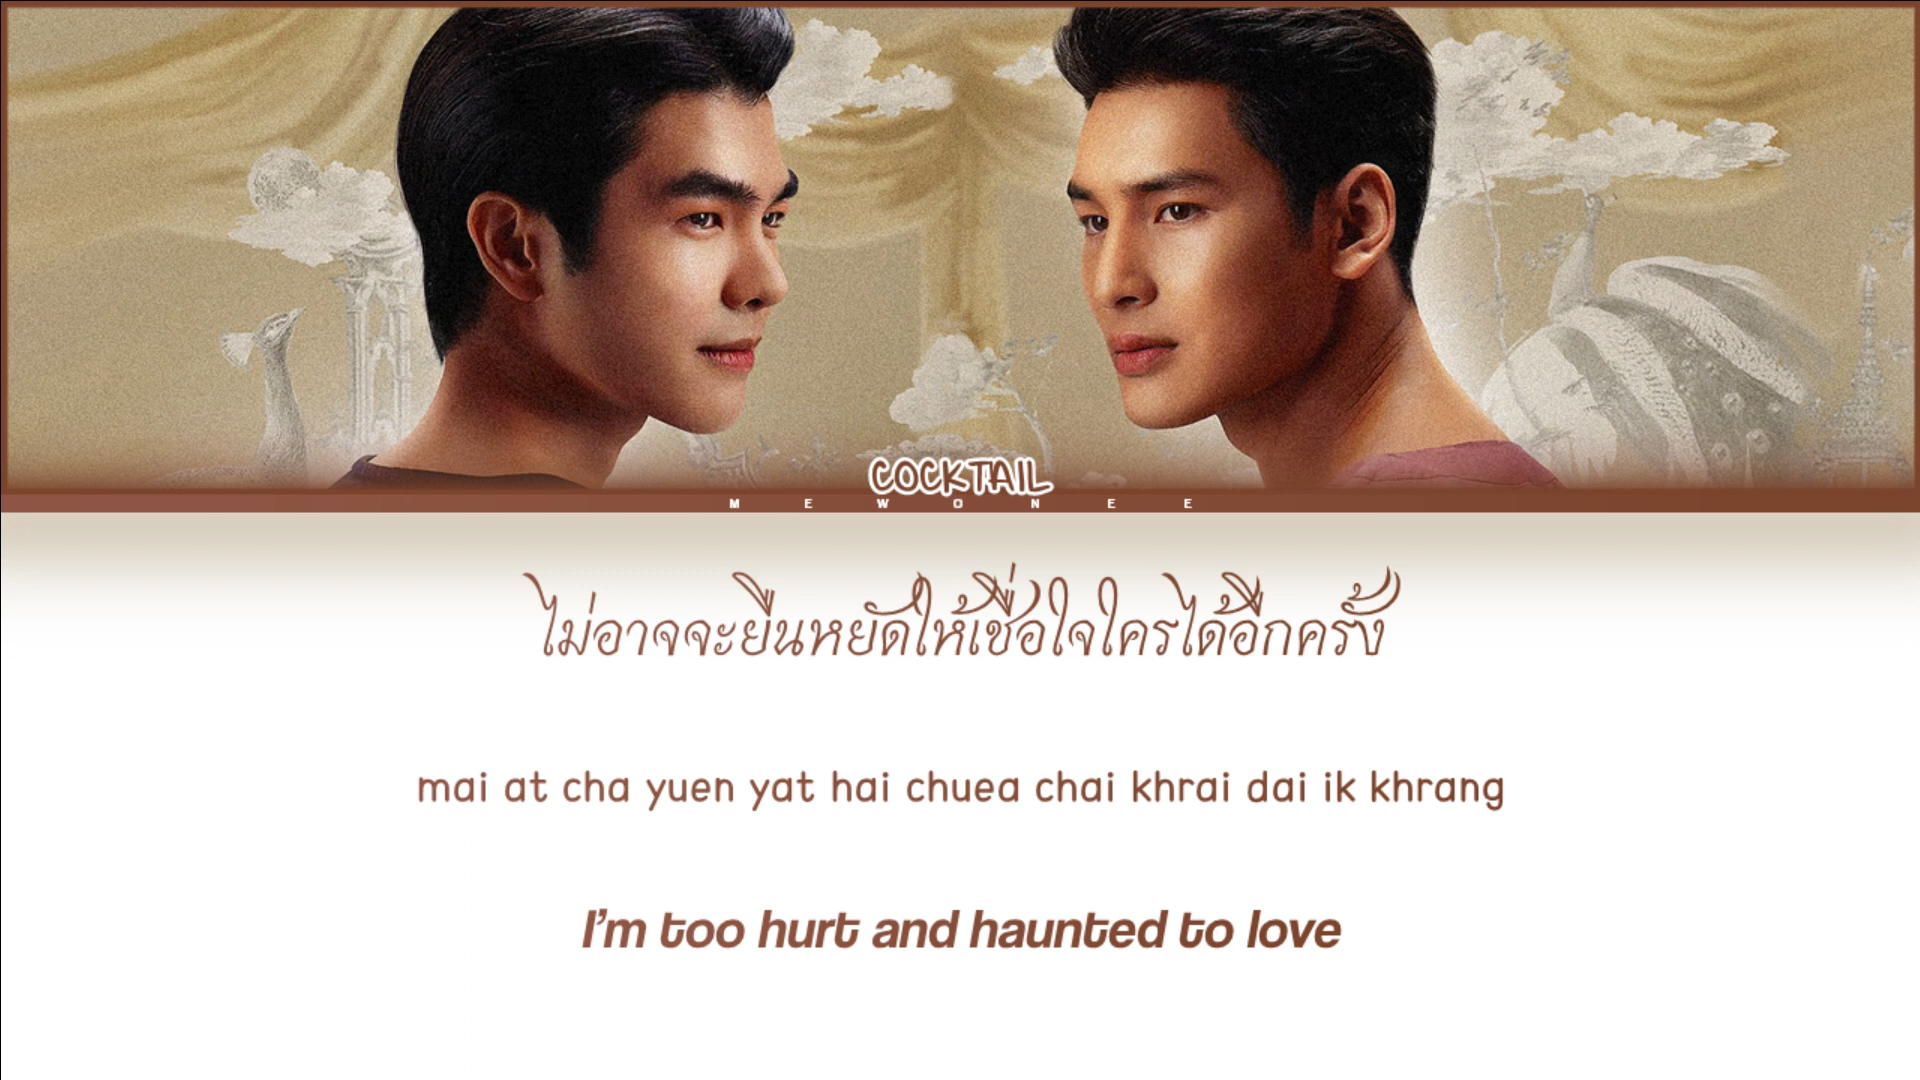 COCKTAIL
MEWONEE
ไม่อาจจะยืนหยัดให้เชื่อใจใครได้อีกครั้ง
mai at cha yuen yat hai chuea chai khrai dai ik khrang
I'm too hurt and haunted to love